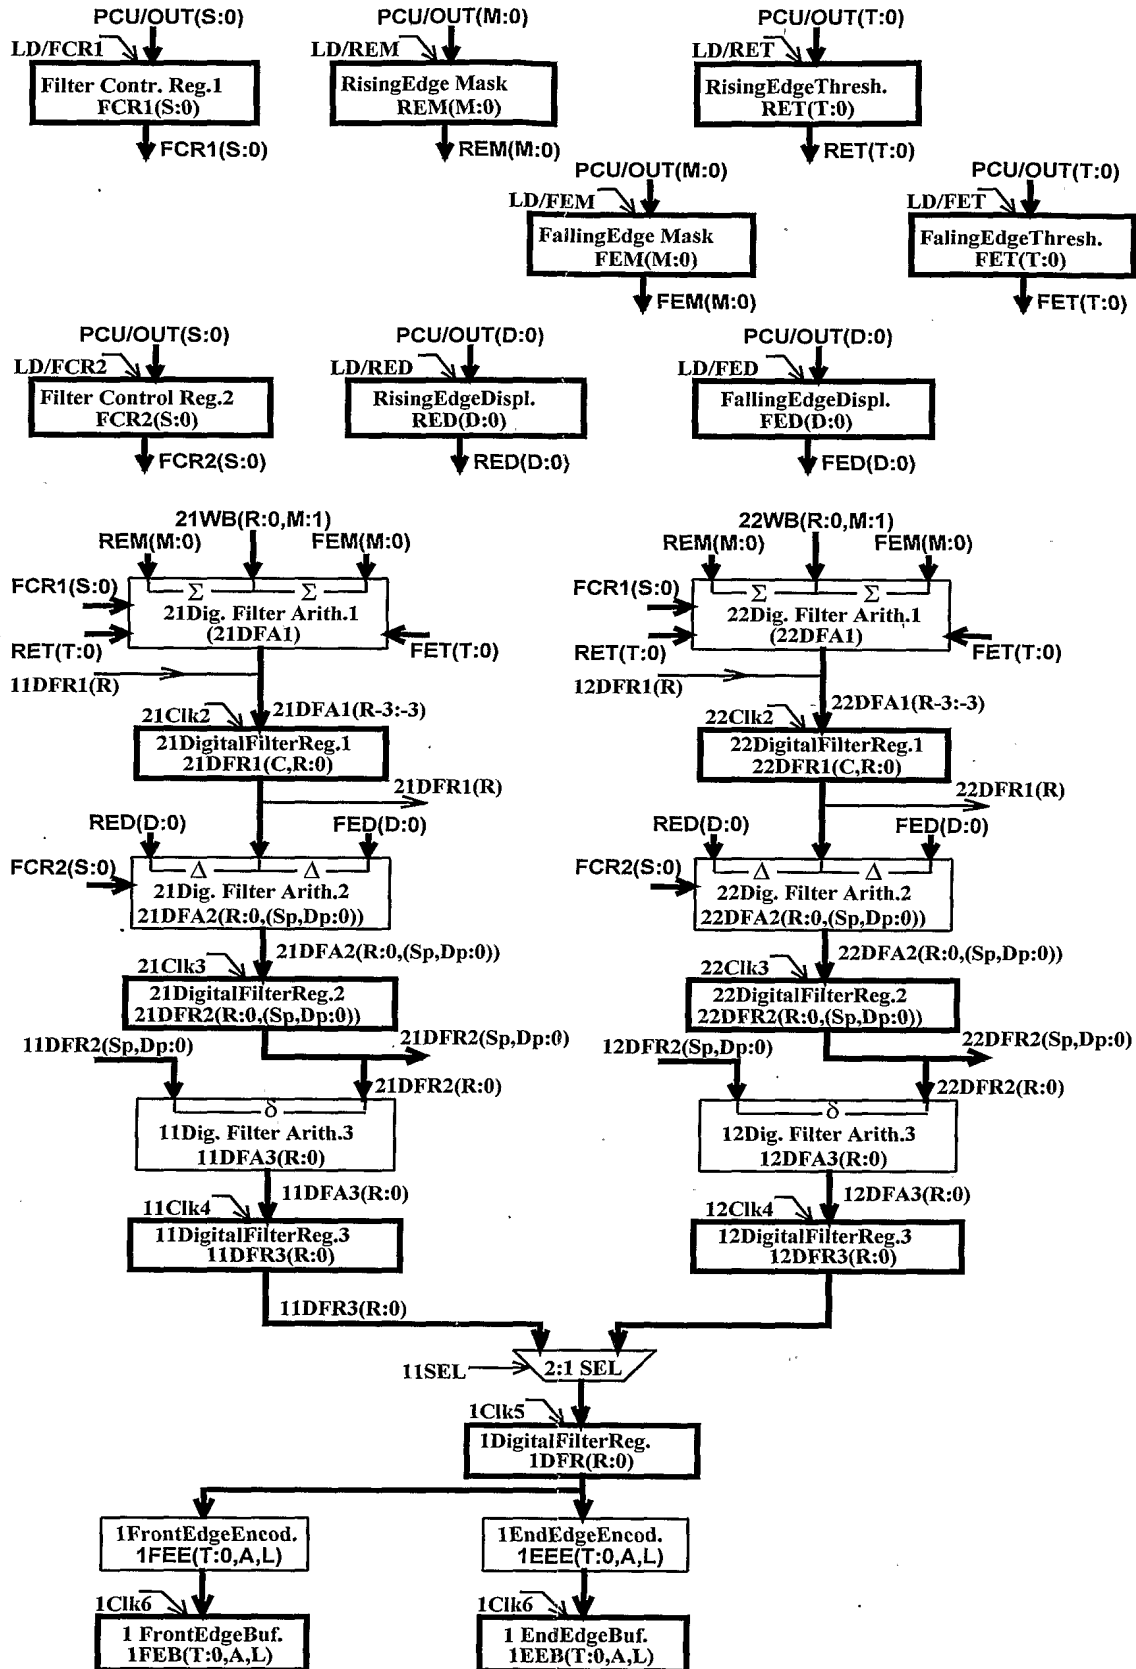 PCU/OUT(S:0)
PCU/OUT(M:0)
PCU/OUT(T:0)
LD/FCR1
LD/REM
LD/RET
Filter Contr. Reg.1
FCR1(S:0)
RisingEdge Mask
REM(M:0)
RisingEdgeThresh.
RET(T:0)
FCR1(S:0)
REM(M:0)
RET(T:0)
PCU/OUT(M:0)
PCU/OUT(T:0)
LD/FEM
LD/FET
FallingEdge Mask
FEM(M:0)
FalingEdgeThresh.
FET(T:0)
FEM(M:0)
FET(T:0)
PCU/OUT(S:0)
PCU/OUT(D:0)
PCU/OUT(D:0)
LD/FCR2
LD/RED
LD/FED
Filter Control Reg.2
FCR2(S:0)
RisingEdgeDispl.
RED(D:0)
FallingEdgeDispl.
FED(D:0)
FCR2(S:0)
RED(D:0)
FED(D:0)
21WB(R:0,M:1)
22WB(R:0,M:1)
REM(M:0)
FEM(M:0)
REM(M:0)
FEM(M:0)
FCR1(S:0)
Σ Σ
21Dig. Filter Arith.1
(21DFA1)
FCR1(S:0)
Σ Σ
22Dig. Filter Arith.1
(22DFA1)
RET(T:0)
FET(T:0)
RET(T:0)
FET(T:0)
11DFR1(R)
12DFR1(R)
21Clk2
21DFA1(R-3:-3)
22Clk2
22DFA1(R-3:-3)
21DigitalFilterReg.1
21DFR1(C,R:0)
22DigitalFilterReg.1
22DFR1(C,R:0)
21DFR1(R)
22DFR1(R)
RED(D:0)
FED(D:0)
RED(D:0)
FED(D:0)
FCR2(S:0)
Δ Δ
21Dig. Filter Arith.2
21DFA2(R:0,(Sp,Dp:0))
FCR2(S:0)
Δ Δ
22Dig. Filter Arith.2
22DFA2(R:0,(Sp,Dp:0))
21DFA2(R:0,(Sp,Dp:0))
22DFA2(R:0,(Sp,Dp:0))
21Clk3
22Clk3
21DigitalFilterReg.2
21DFR2(R:0,(Sp,Dp:0))
22DigitalFilterReg.2
22DFR2(R:0,(Sp,Dp:0))
11DFR2(Sp,Dp:0)
21DFR2(Sp,Dp:0)
12DFR2(Sp,Dp:0)
22DFR2(Sp,Dp:0)
21DFR2(R:0)
22DFR2(R:0)
δ
11Dig. Filter Arith.3
11DFA3(R:0)
δ
12Dig. Filter Arith.3
12DFA3(R:0)
11Clk4
11DFA3(R:0)
12Clk4
12DFA3(R:0)
11DigitalFilterReg.3
11DFR3(R:0)
12DigitalFilterReg.3
12DFR3(R:0)
11DFR3(R:0)
11SEL
2:1 SEL
1Clk5
1DigitalFilterReg.
1DFR(R:0)
1FrontEdgeEncod.
1FEE(T:0,A,L)
1EndEdgeEncod.
1EEE(T:0,A,L)
1Clk6
1Clk6
1 FrontEdgeBuf.
1FEB(T:0,A,L)
1 EndEdgeBuf.
1EEB(T:0,A,L)